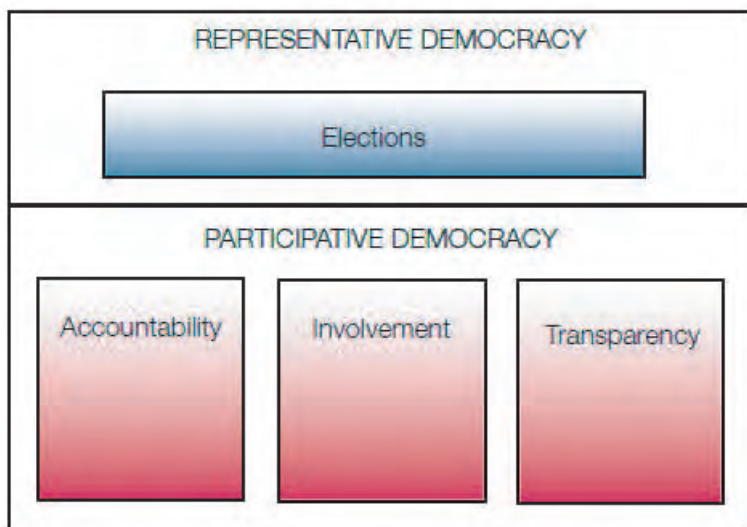 REPRESENTATIVE DEMOCRACY
Elections
PARTICIPATIVE DEMOCRACY
Accountability
Involvement
Transparency